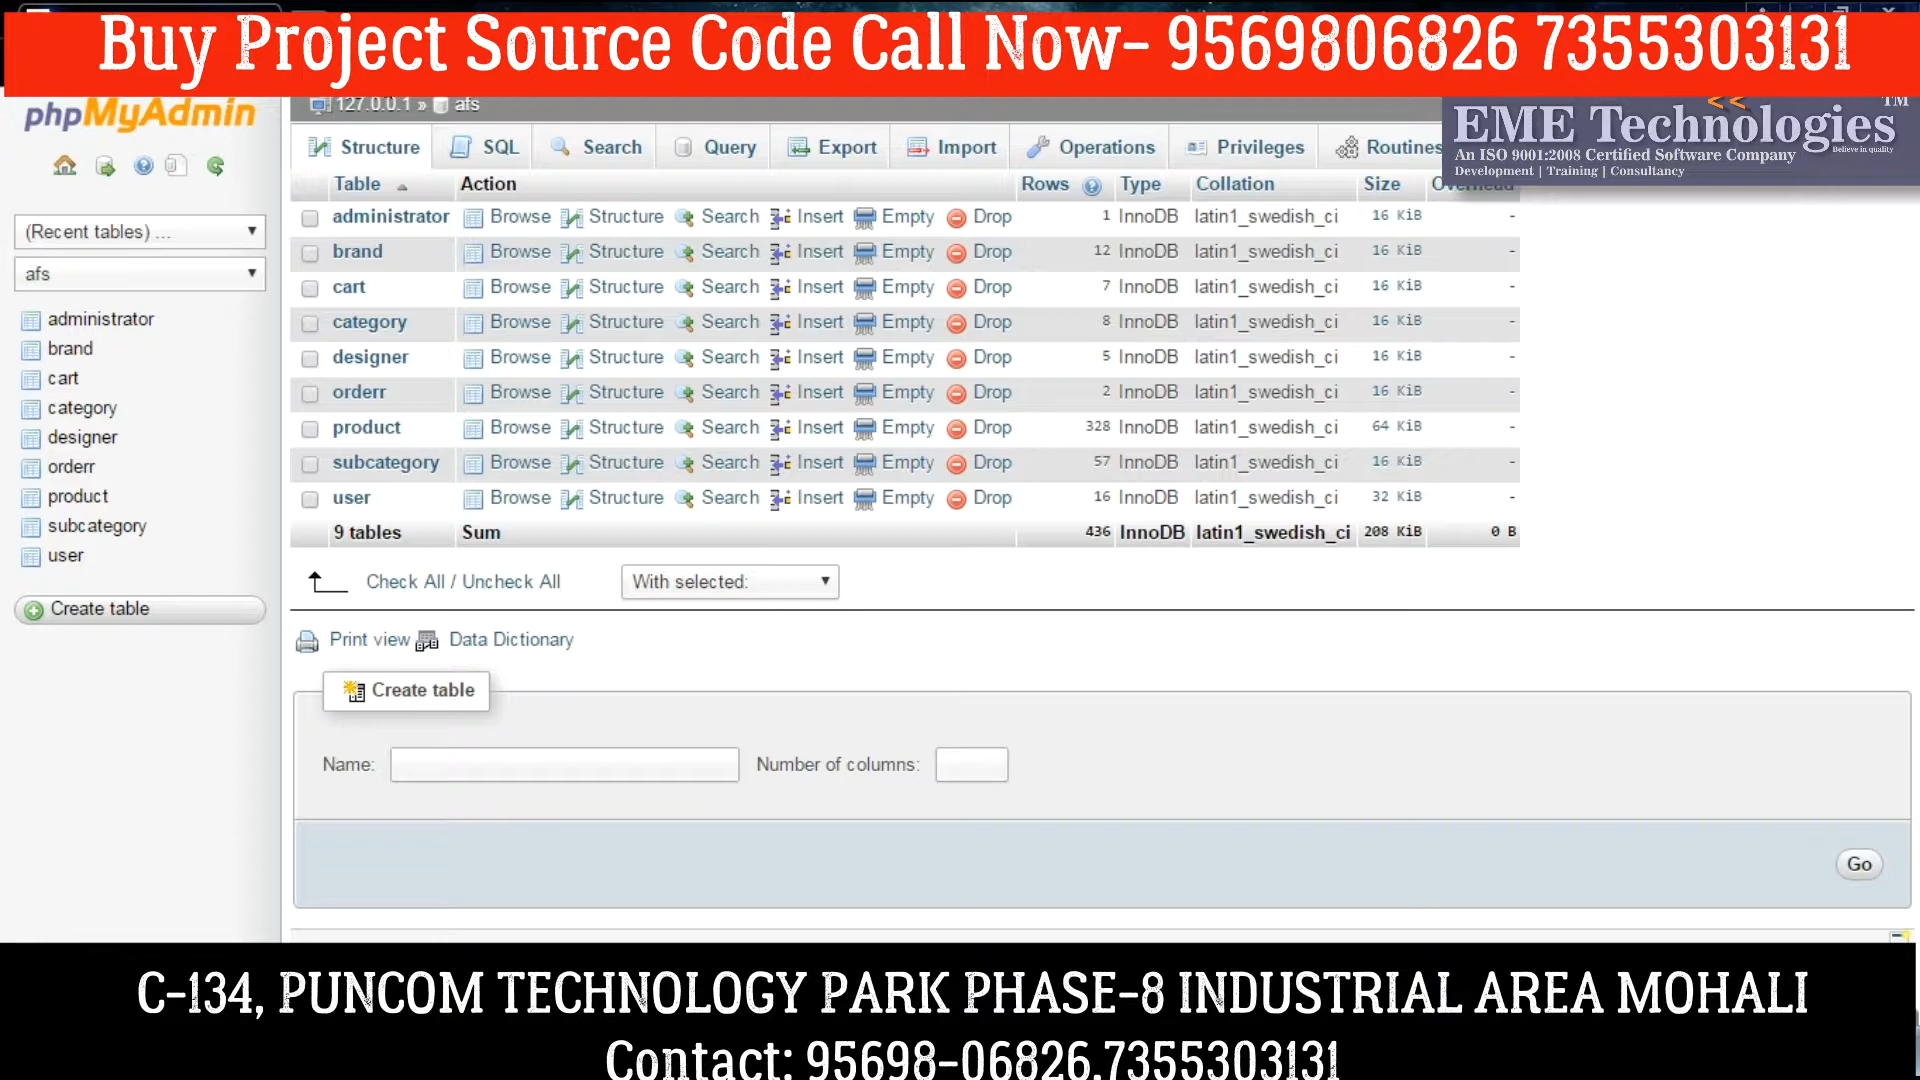 Buy Project Source Code Call Now- 9569806826 7355303131
phpMyAdmin
127.0.0.1 » afs
EME Technologies TM
Believe in quality
An ISO 9001:2008 Certified Software Company
Development | Training | Consultancy
Structure SQL Search Query Export Import Operations Privileges Routines
(Recent tables) ...
afs
administrator
brand
cart
category
designer
orderr
product
subcategory
user
Create table
Table Action Rows Type Collation Size Overhead
administrator Browse Structure Search Insert Empty Drop 1 InnoDB latin1_swedish_ci 16 KiB -
brand Browse Structure Search Insert Empty Drop 12 InnoDB latin1_swedish_ci 16 KiB -
cart Browse Structure Search Insert Empty Drop 7 InnoDB latin1_swedish_ci 16 KiB -
category Browse Structure Search Insert Empty Drop 8 InnoDB latin1_swedish_ci 16 KiB -
designer Browse Structure Search Insert Empty Drop 5 InnoDB latin1_swedish_ci 16 KiB -
orderr Browse Structure Search Insert Empty Drop 2 InnoDB latin1_swedish_ci 16 KiB -
product Browse Structure Search Insert Empty Drop 328 InnoDB latin1_swedish_ci 64 KiB -
subcategory Browse Structure Search Insert Empty Drop 57 InnoDB latin1_swedish_ci 16 KiB -
user Browse Structure Search Insert Empty Drop 16 InnoDB latin1_swedish_ci 32 KiB -
9 tables Sum 436 InnoDB latin1_swedish_ci 208 KiB 0 B
Check All / Uncheck All With selected:
Print view Data Dictionary
Create table
Name: Number of columns:
Go
C-134, PUNCOM TECHNOLOGY PARK PHASE-8 INDUSTRIAL AREA MOHALI
Contact: 95698-06826,7355303131